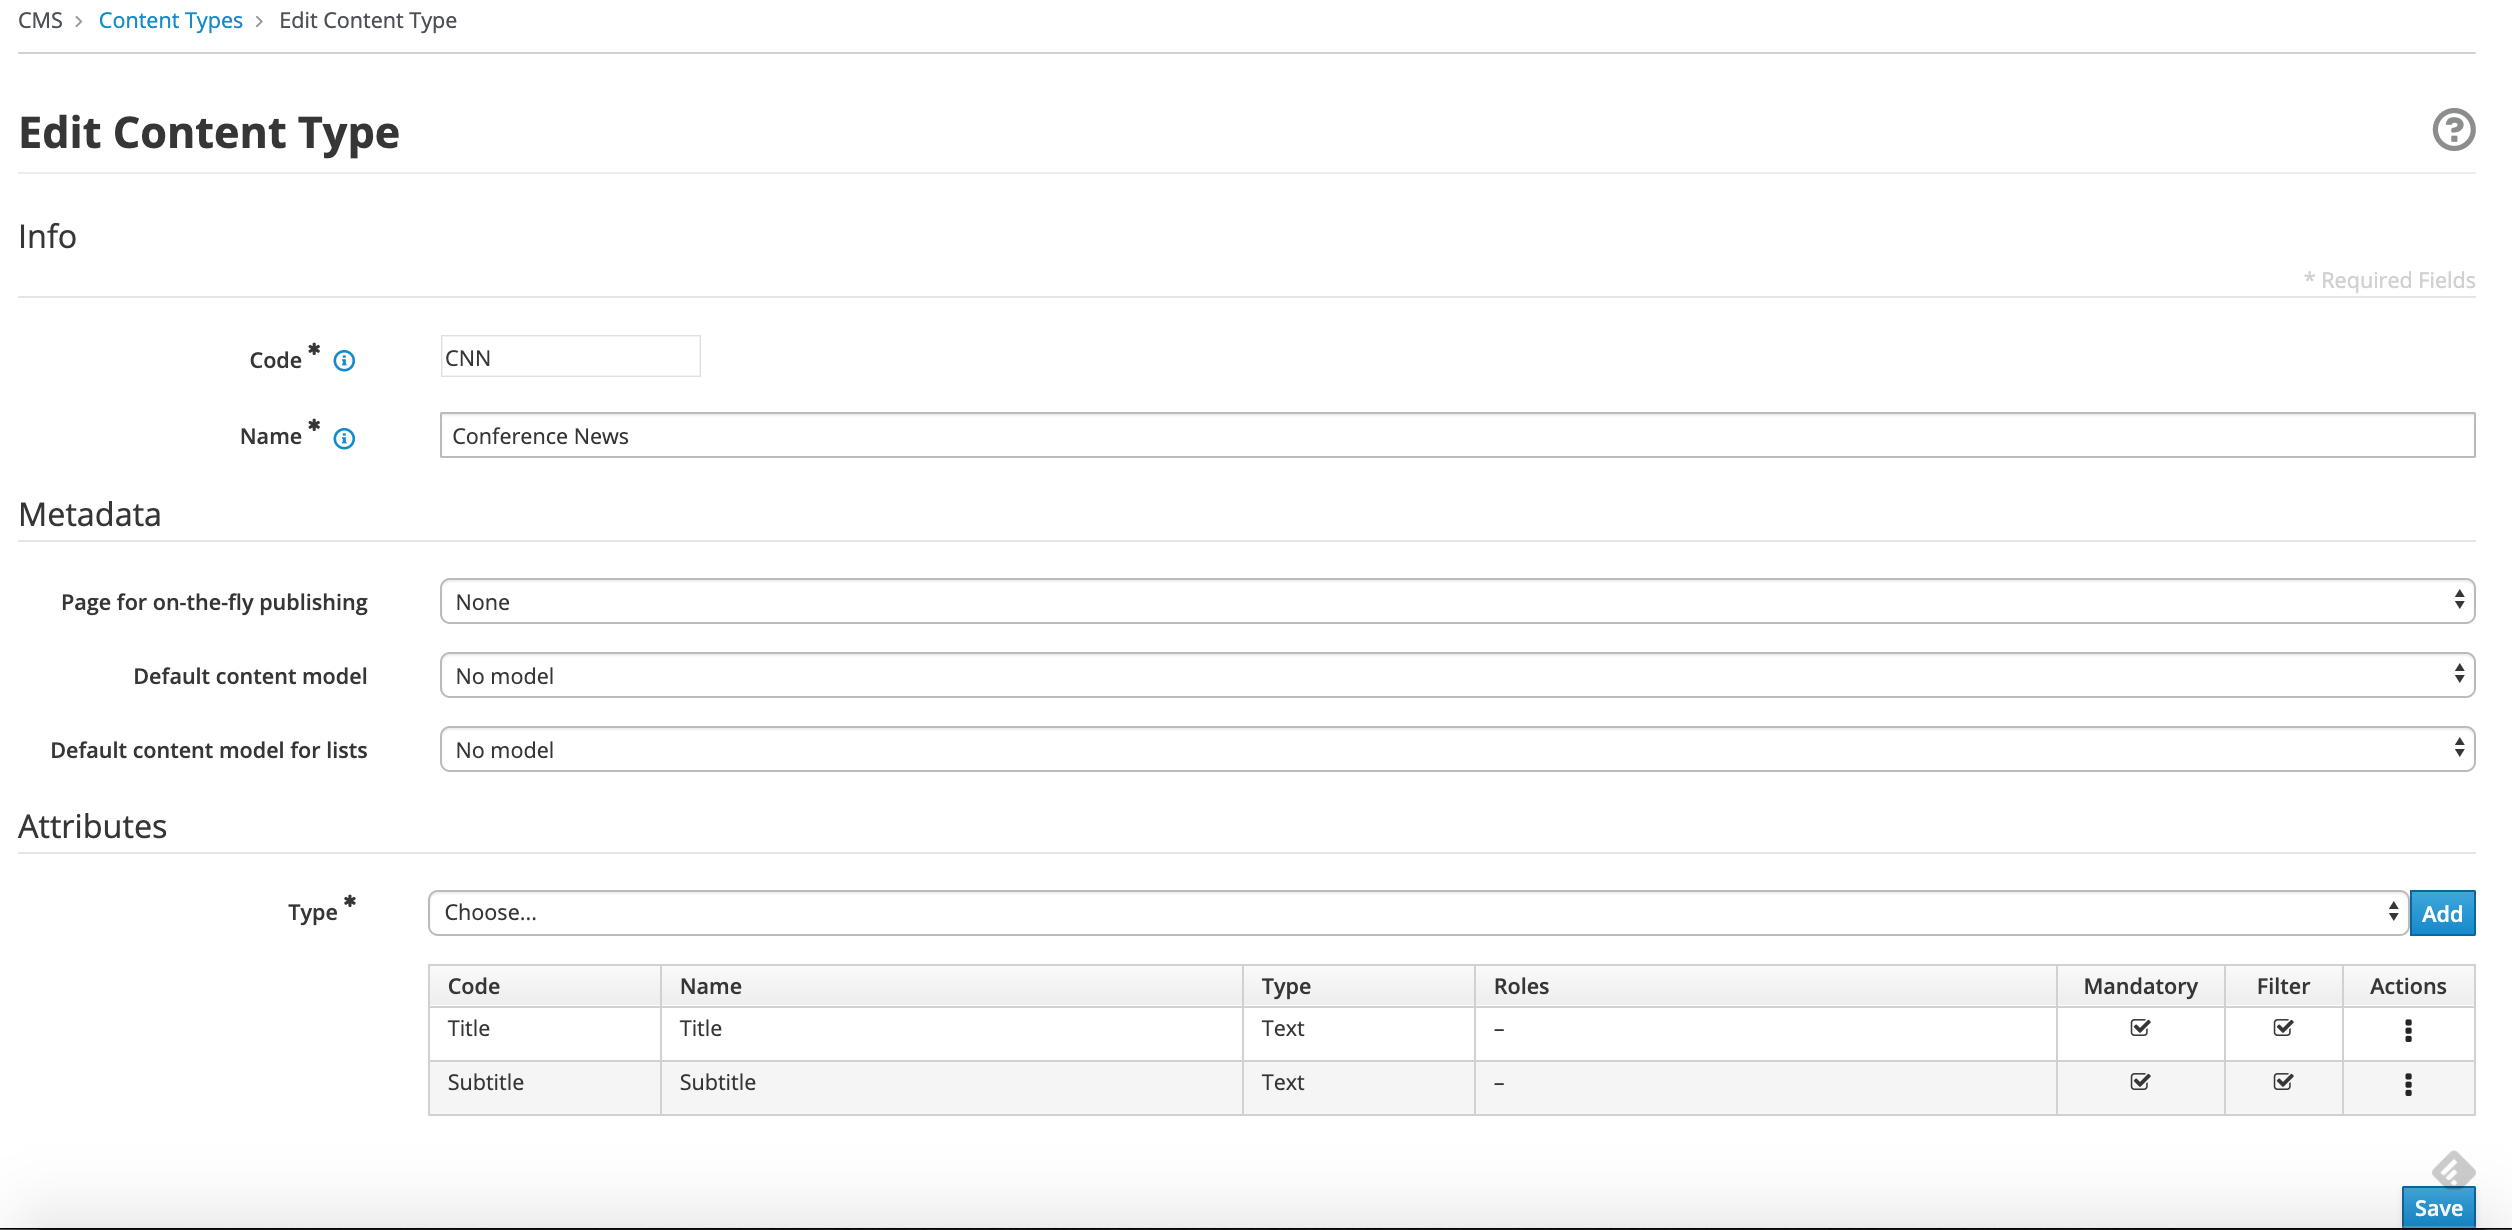 CMS > Content Types > Edit Content Type
Edit Content Type
Info
* Required Fields
Code * CNN
Name * Conference News
Metadata
Page for on-the-fly publishing None
Default content model No model
Default content model for lists No model
Attributes
Type * Choose... Add
Code Name Type Roles Mandatory Filter Actions
Title Title Text –
Subtitle Subtitle Text –
Save